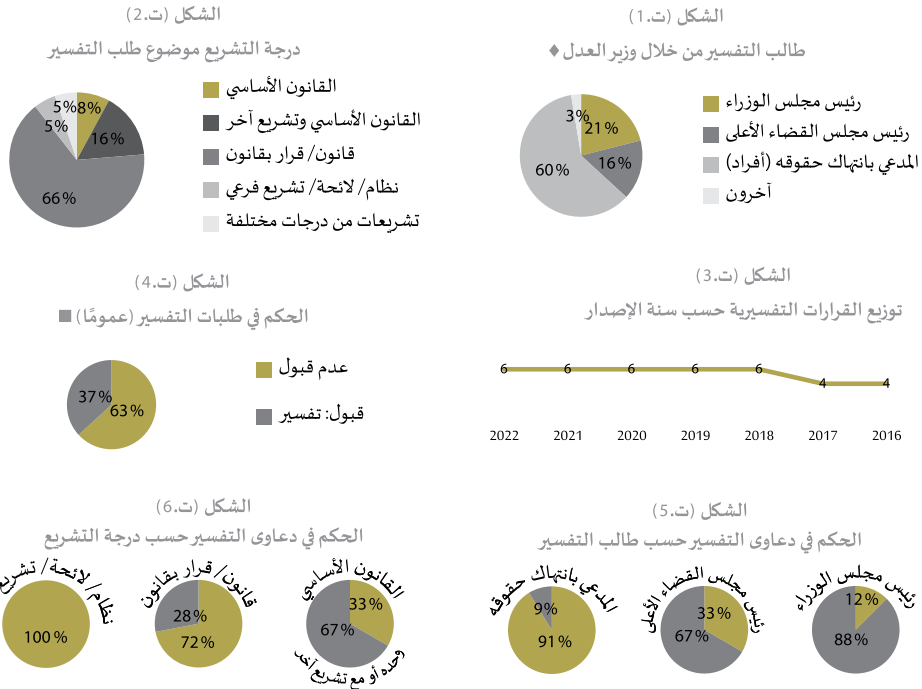 الشكل (ت.1)
طالب التفسير من خلال وزير العدل ♦
رئيس مجلس الوزراء
رئيس مجلس القضاء الأعلى
المدعي بانتهاك حقوقه (أفراد)
آخرون
3%
21%
16%
60%
الشكل (ت.2)
درجة التشريع موضوع طلب التفسير
القانون الأساسي
القانون الأساسي وتشريع آخر
قانون/ قرار بقانون
نظام/ لائحة/ تشريع فرعي
تشريعات من درجات مختلفة
5%
8%
5%
16%
66%
الشكل (ت.3)
توزيع القرارات التفسيرية حسب سنة الإصدار
6 6 6 6 6 4 4
2022 2021 2020 2019 2018 2017 2016
الشكل (ت.4)
الحكم في طلبات التفسير (عمومًا) ■
عدم قبول
قبول: تفسير
37%
63%
الشكل (ت.5)
الحكم في دعاوى التفسير حسب طالب التفسير
رئيس مجلس الوزراء
12%
88%
رئيس مجلس القضاء الأعلى
33%
67%
المدعي بانتهاك حقوقه
9%
91%
الشكل (ت.6)
الحكم في دعاوى التفسير حسب درجة التشريع
القانون الأساسي
33%
67%
وحده أو مع تشريع آخر
قانون/ قرار بقانون
28%
72%
نظام/ لائحة/ تشريع
100%